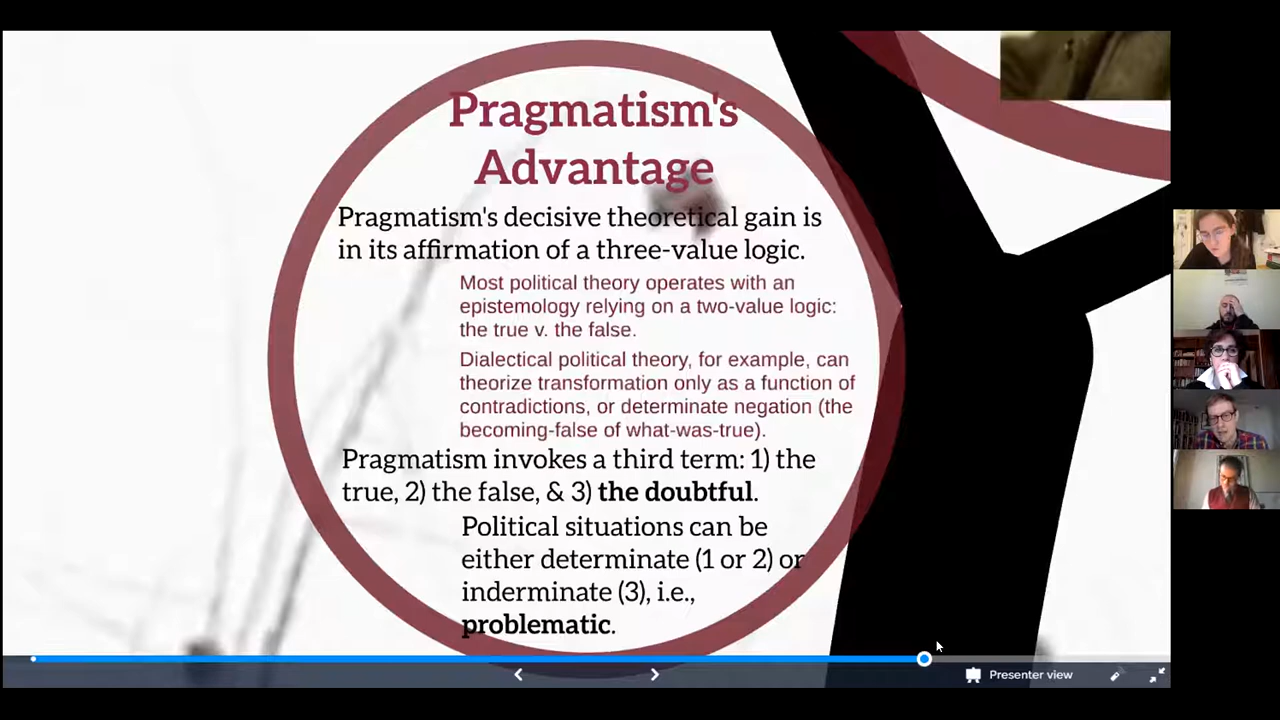 Pragmatism's
Advantage
Pragmatism's decisive theoretical gain is
in its affirmation of a three-value logic.
Most political theory operates with an
epistemology relying on a two-value logic:
the true v. the false.
Dialectical political theory, for example, can
theorize transformation only as a function of
contradictions, or determinate negation (the
becoming-false of what-was-true).
Pragmatism invokes a third term: 1) the
true, 2) the false, & 3) the doubtful.
Political situations can be
either determinate (1 or 2) or
inderminate (3), i.e.,
problematic.
Presenter view